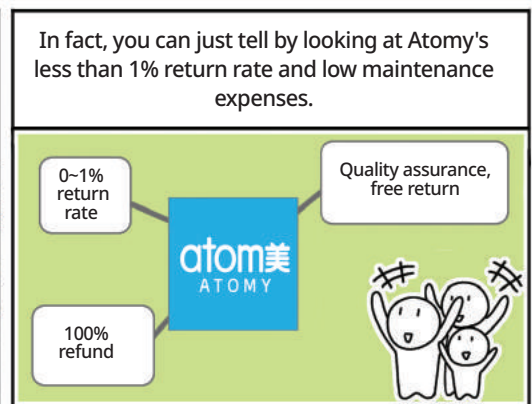 In fact, you can just tell by looking at Atomy's
less than 1% return rate and low maintenance
expenses.
0~1%
return
rate
Quality assurance,
free return
atom美
ATOMY
100%
refund